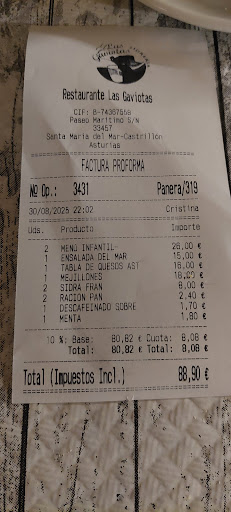 Las Gaviotas
Restaurante Las Gaviotas
CIF: B-74367558
Paseo Maritimo S/N
33457
Santa Maria del Mar-Castrillón
Asturias
FACTURA PROFORMA
Nº Op.: 3431 Panera/319
30/08/2025 22:02 Cristina
Uds. Producto Importe
2 MENU INFANTIL- 26,00 €
1 ENSALADA DEL MAR 15,00 €
1 TABLA DE QUESOS AST 16,00 €
1 MEJILLONES 18,00 €
2 SIDRA FRAN 8,00 €
2 RACION PAN 2,40 €
1 DESCAFEINADO SOBRE 1,70 €
1 MENTA 1,80 €
10 %: Base: 80,82 € Cuota: 8,08 €
Total: 80,82 € Total: 8,08 €
Total (Impuestos Incl.) 88,90 €